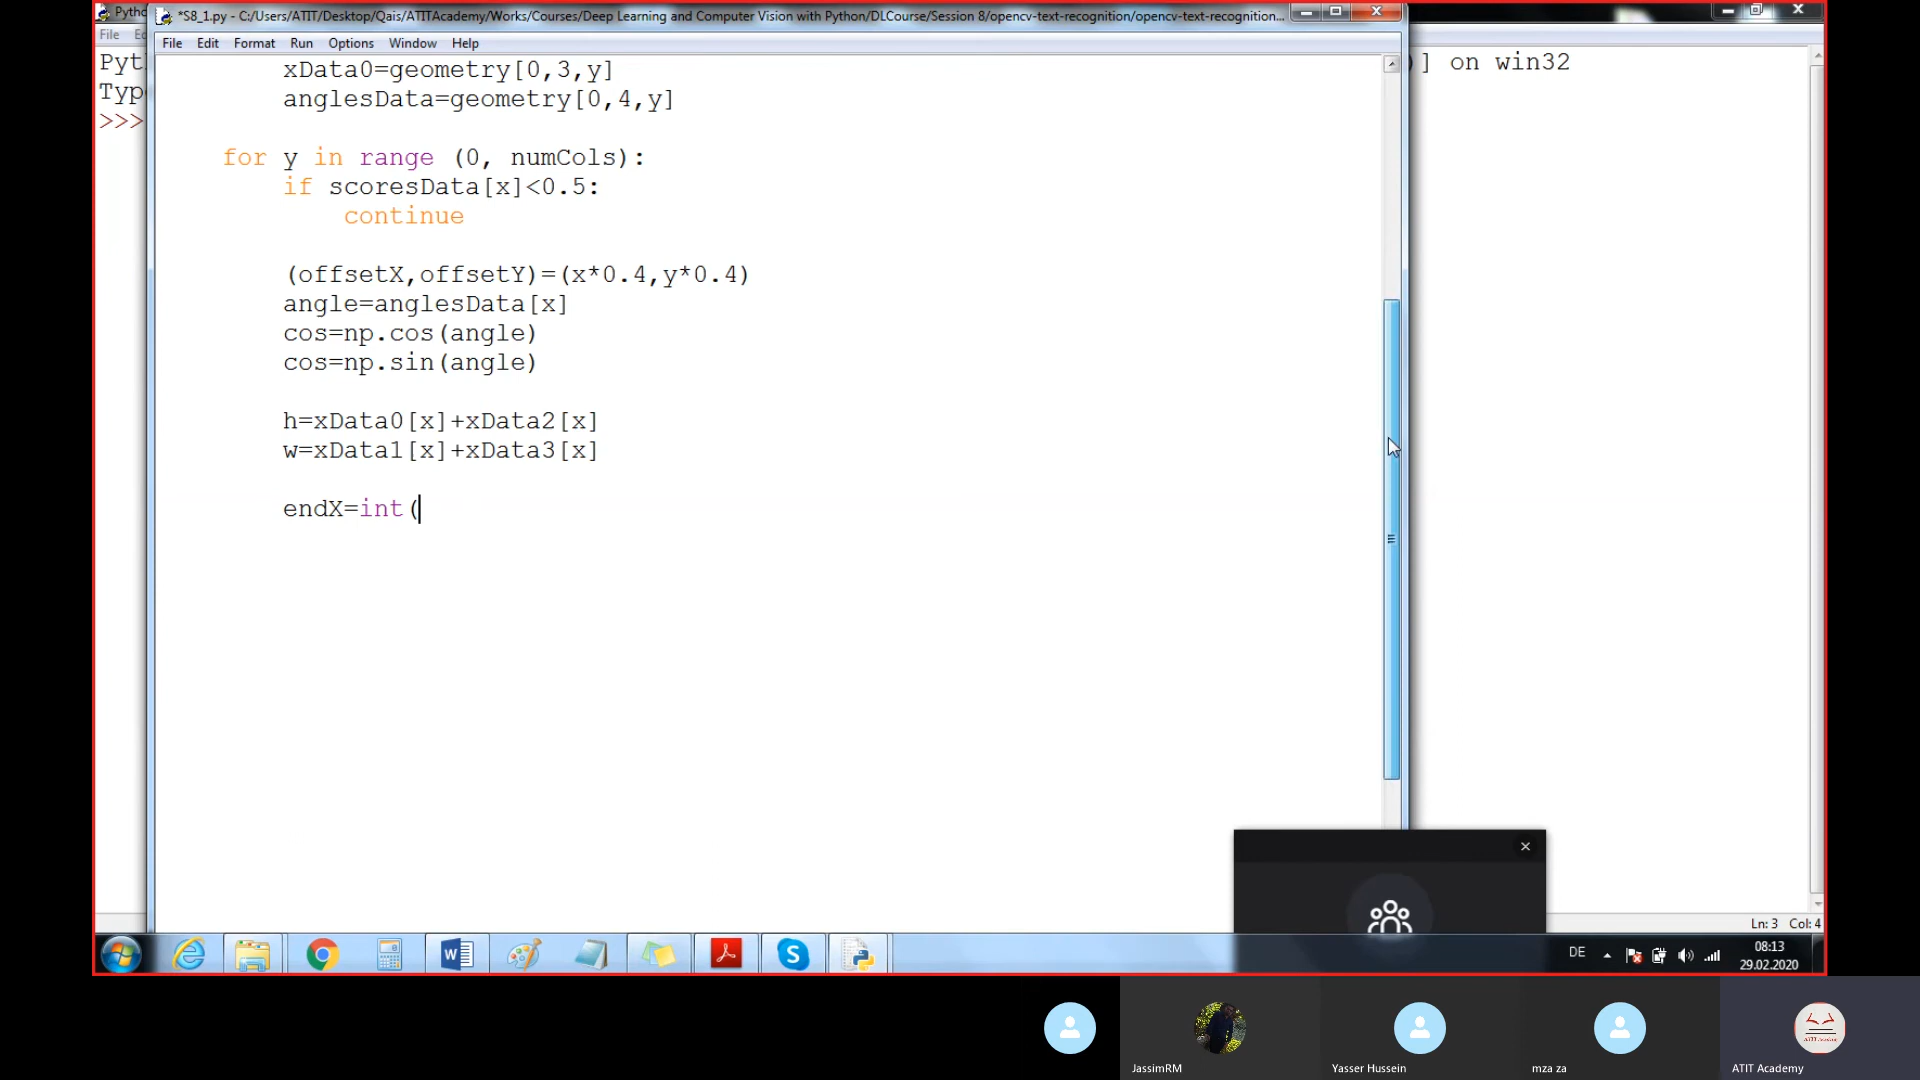 Pyth
*S8_1.py - C:/Users/ATIT/Desktop/Qais/ATITAcademy/Works/Courses/Deep Learning and Computer Vision with Python/DLCourse/Session 8/opencv-text-recognition/opencv-text-recognition...
File
File Edit Format Run Options Window Help
Pyt
)] on win32
Type
>>>
xData0=geometry[0,3,y]
anglesData=geometry[0,4,y]
for y in range (0, numCols):
if scoresData[x]<0.5:
continue
(offsetX,offsetY)=(x*0.4,y*0.4)
angle=anglesData[x]
cos=np.cos(angle)
cos=np.sin(angle)
h=xData0[x]+xData2[x]
w=xData1[x]+xData3[x]
endX=int(
Ln: 3 Col: 4
DE
08:13
29.02.2020
JassimRM
Yasser Hussein
mza za
ATIT Academy